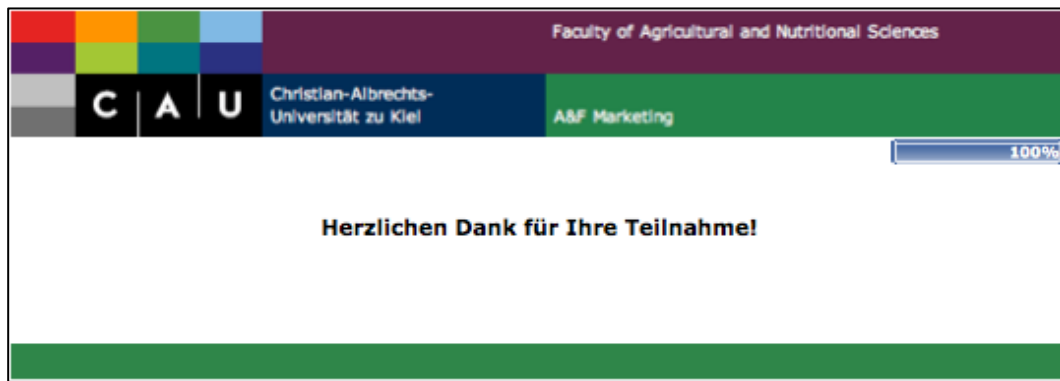 Faculty of Agricultural and Nutritional Sciences
C A U
Christian-Albrechts-
Universität zu Kiel
A&F Marketing
100%
Herzlichen Dank für Ihre Teilnahme!